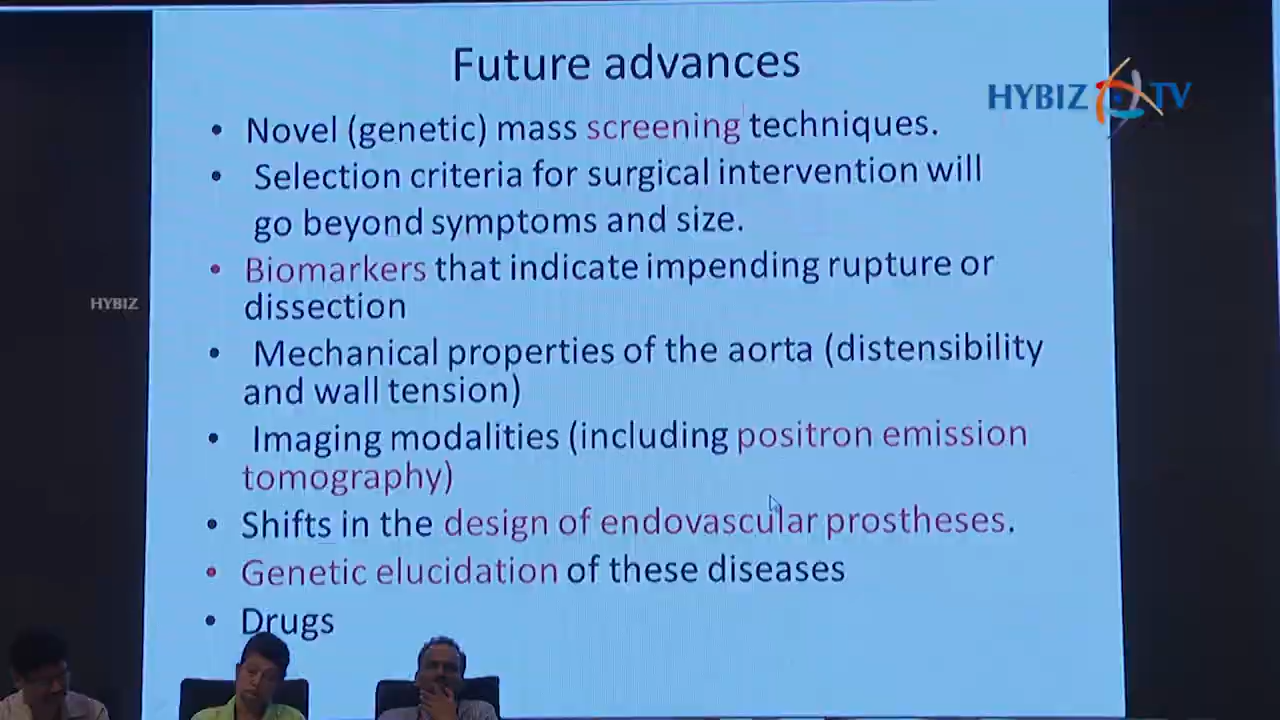 Future advances
HYBIZ TV
• Novel (genetic) mass screening techniques.
• Selection criteria for surgical intervention will
go beyond symptoms and size.
• Biomarkers that indicate impending rupture or
dissection
HYBIZ
• Mechanical properties of the aorta (distensibility
and wall tension)
• Imaging modalities (including positron emission
tomography)
• Shifts in the design of endovascular prostheses.
• Genetic elucidation of these diseases
• Drugs